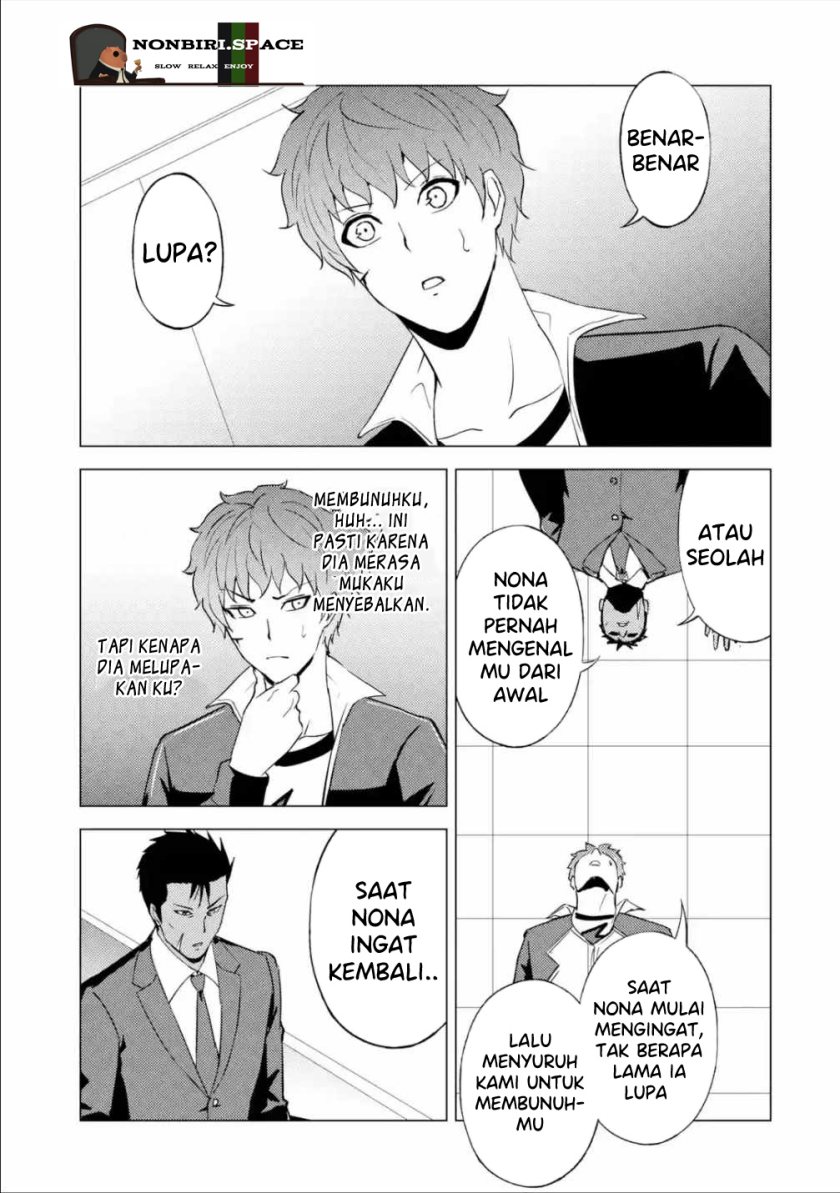 NONBIRI.SPACE
SLOW RELAX ENJOY
BENAR-
BENAR
LUPA?
ATAU
SEOLAH
NONA
TIDAK
PERNAH
MENGENAL
MU DARI
AWAL
MEMBUNUHKU,
HUH... INI
PASTI KARENA
DIA MERASA
MUKAKU
MENYEBALKAN.
TAPI KENAPA
DIA MELUPA-
KAN KU?
SAAT
NONA MULAI
MENGINGAT,
TAK BERAPA
LAMA IA
LUPA
LALU
MENYURUH
KAMI UNTUK
MEMBUNUH-
MU
SAAT
NONA
INGAT
KEMBALI..